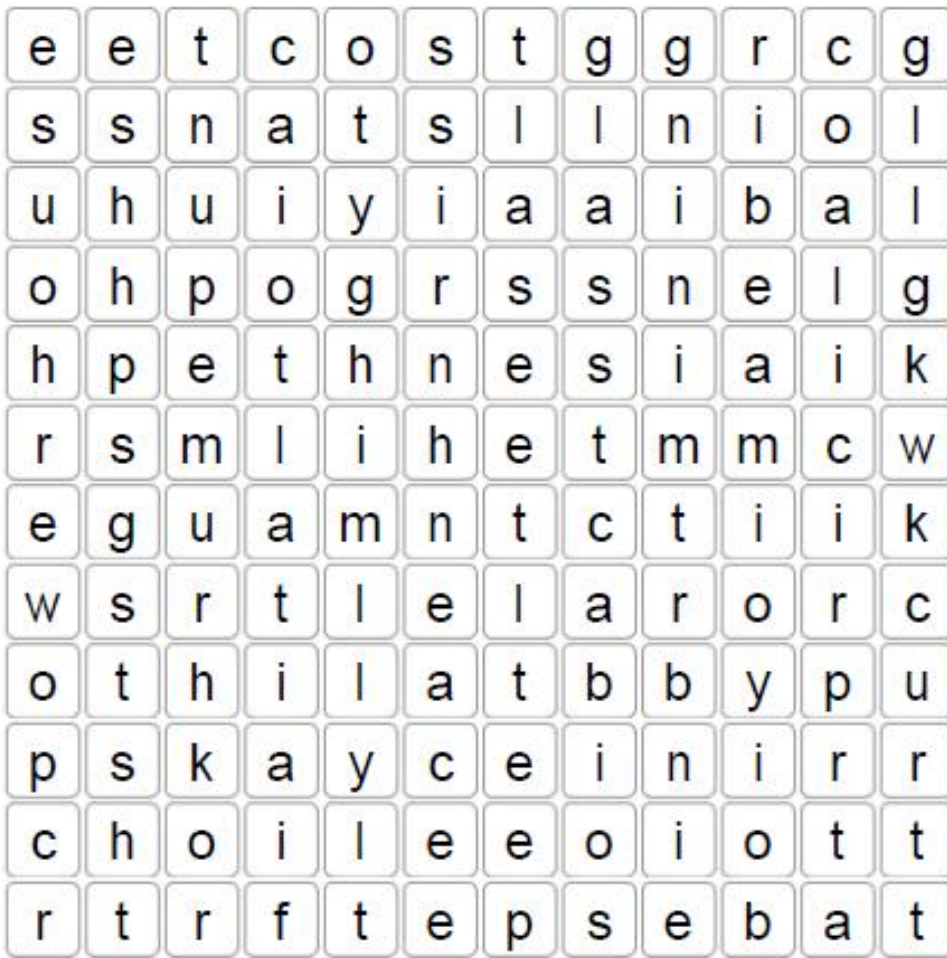 e e t c o s t g g r c g
s s n a t s l l n i o l
u h u i y i a a i b a l
o h p o g r s s n e l g
h p e t h n e s i a i k
r s m l i h e t m m c w
e g u a m n t c t i i k
w s r t l e l a r o r c
o t h i l a t b b y p u
p s k a y c e i n i r r
c h o i l e e o i o t t
r t r f t e p s e b a t